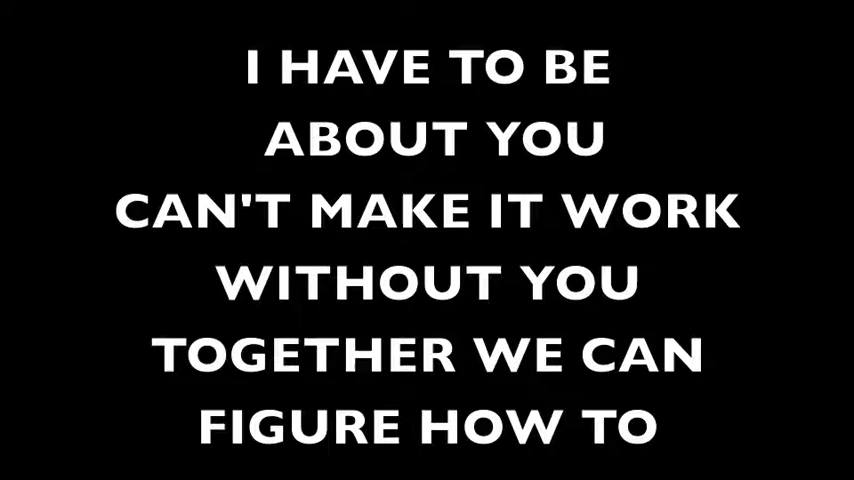 I HAVE TO BE
ABOUT YOU
CAN'T MAKE IT WORK
WITHOUT YOU
TOGETHER WE CAN
FIGURE HOW TO